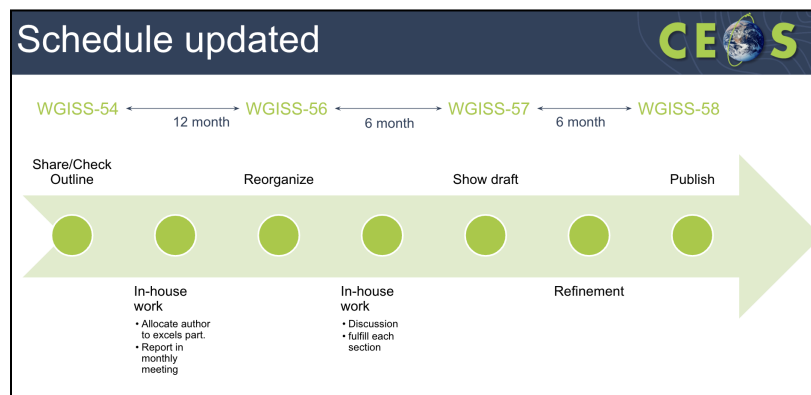 Schedule updated
CEOS
WGISS-54
WGISS-56
WGISS-57
WGISS-58
12 month
6 month
6 month
Share/Check
Outline
Reorganize
Show draft
Publish
In-house
work
• Allocate author
to excels part.
• Report in
monthly
meeting
In-house
work
• Discussion
• fulfill each
section
Refinement